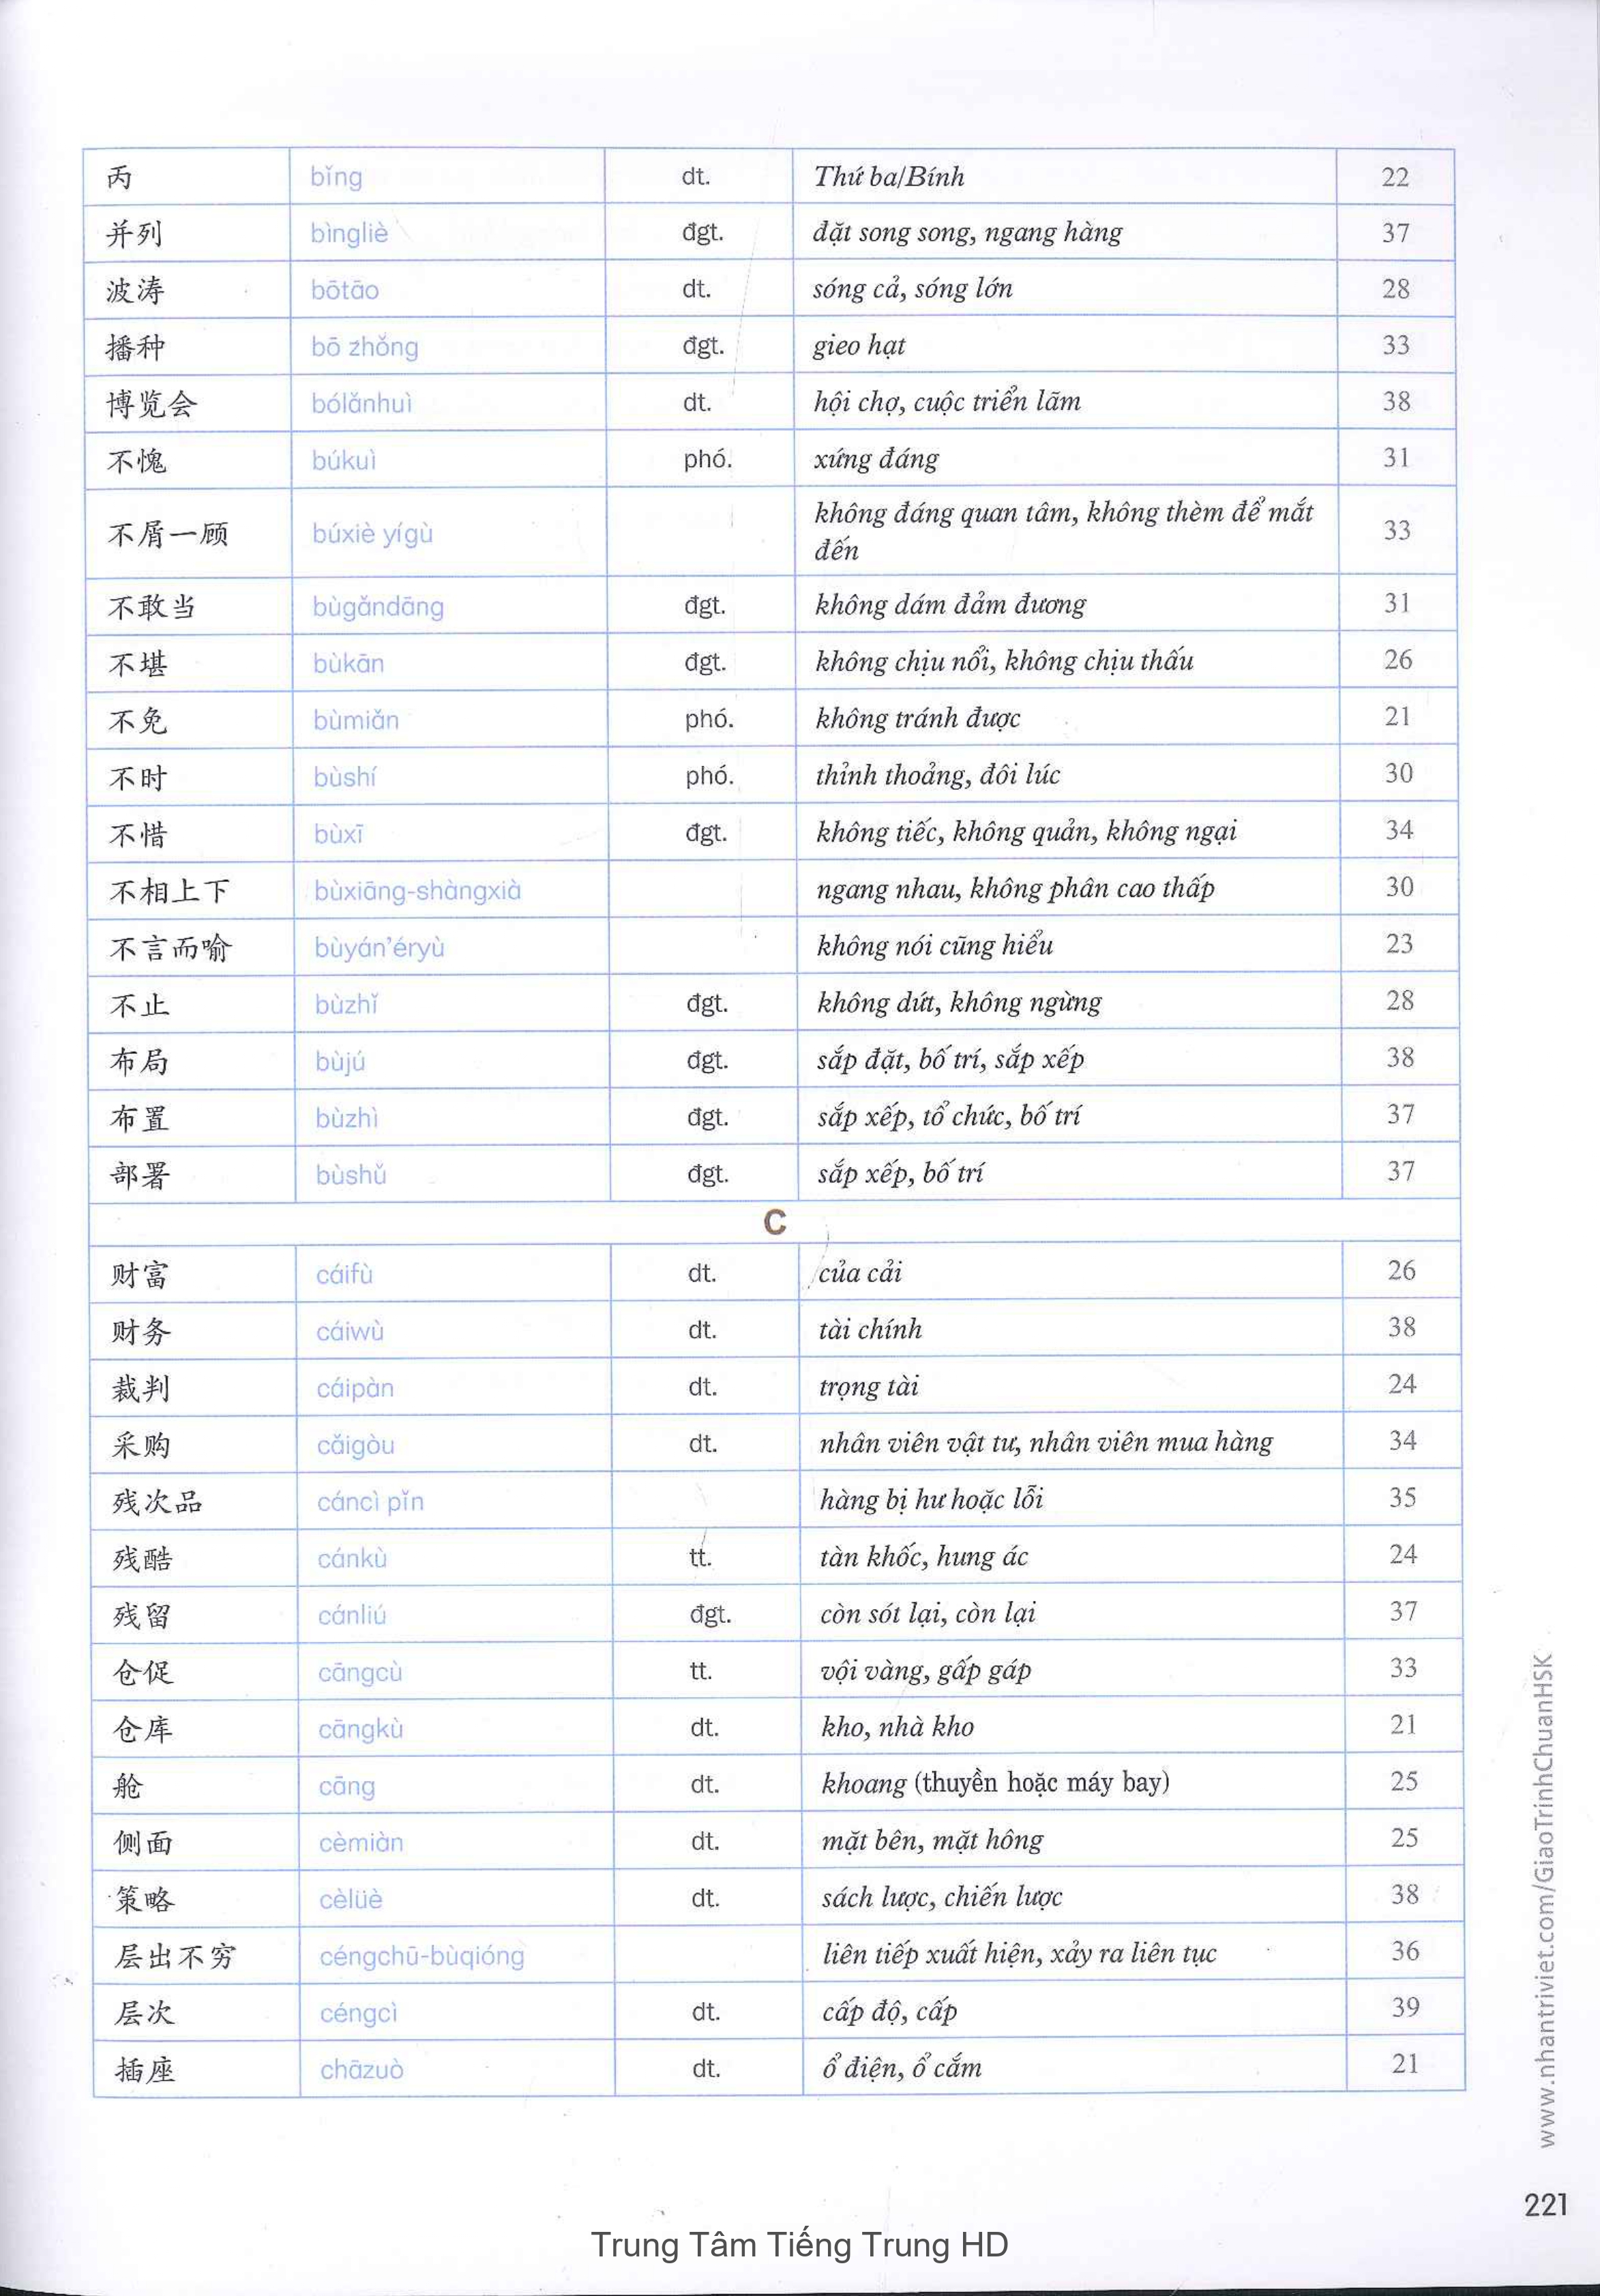 丙 bǐng dt. Thứ ba/Bính 22
并列 bìngliè đgt. đặt song song, ngang hàng 37
波涛 bōtāo dt. sóng cả, sóng lớn 28
播种 bō zhǒng đgt. gieo hạt 33
博览会 bólǎnhuì dt. hội chợ, cuộc triển lãm 38
不愧 búkuì phó. xứng đáng 31
不屑一顾 búxiè yígù không đáng quan tâm, không thèm để mắt
đến 33
不敢当 bùgǎndāng đgt. không dám đảm đương 31
不堪 bùkān đgt. không chịu nổi, không chịu thấu 26
不免 bùmiǎn phó. không tránh được 21
不时 bùshí phó. thỉnh thoảng, đôi lúc 30
不惜 bùxī đgt. không tiếc, không quản, không ngại 34
不相上下 bùxiāng-shàngxià ngang nhau, không phân cao thấp 30
不言而喻 bùyán'éryù không nói cũng hiểu 23
不止 bùzhǐ đgt. không dứt, không ngừng 28
布局 bùjú đgt. sắp đặt, bố trí, sắp xếp 38
布置 bùzhì đgt. sắp xếp, tổ chức, bố trí 37
部署 bùshǔ đgt. sắp xếp, bố trí 37
C
财富 cáifù dt. của cải 26
财务 cáiwù dt. tài chính 38
裁判 cáipàn dt. trọng tài 24
采购 cǎigòu dt. nhân viên vật tư, nhân viên mua hàng 34
残次品 cáncì pǐn hàng bị hư hoặc lỗi 35
残酷 cánkù tt. tàn khốc, hung ác 24
残留 cánliú đgt. còn sót lại, còn lại 37
仓促 cāngcù tt. vội vàng, gấp gáp 33
仓库 cāngkù dt. kho, nhà kho 21
舱 cāng dt. khoang (thuyền hoặc máy bay) 25
侧面 cèmiàn dt. mặt bên, mặt hông 25
策略 cèlüè dt. sách lược, chiến lược 38
层出不穷 céngchū-bùqióng liên tiếp xuất hiện, xảy ra liên tục 36
层次 céngcì dt. cấp độ, cấp 39
插座 chāzuò dt. ổ điện, ổ cắm 21
www.nhantriviet.com/GiaoTrinhChuanHSK
221
Trung Tâm Tiếng Trung HD